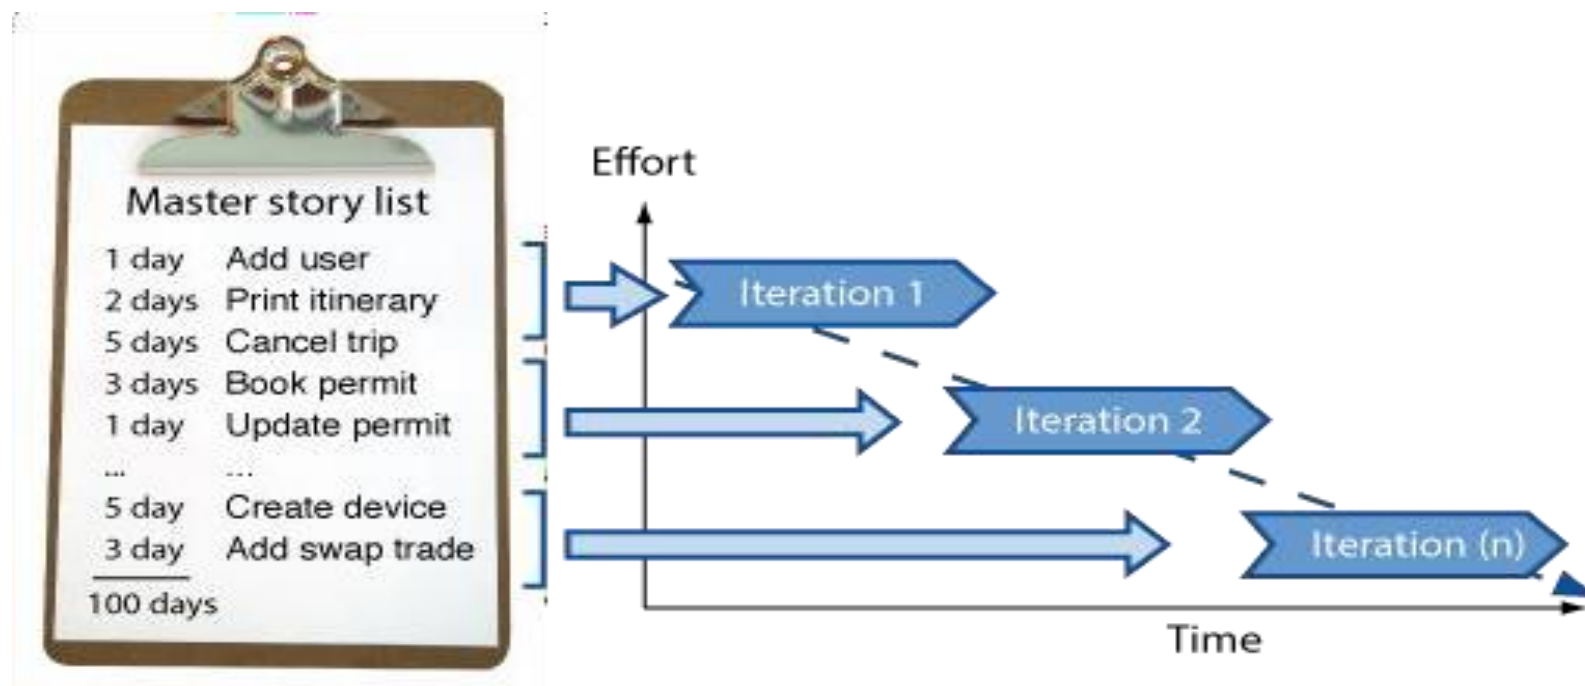 Master story list
1 day Add user
2 days Print itinerary
5 days Cancel trip
3 days Book permit
1 day Update permit
... ...
5 day Create device
3 day Add swap trade
100 days
Effort
Iteration 1
Iteration 2
Iteration (n)
Time